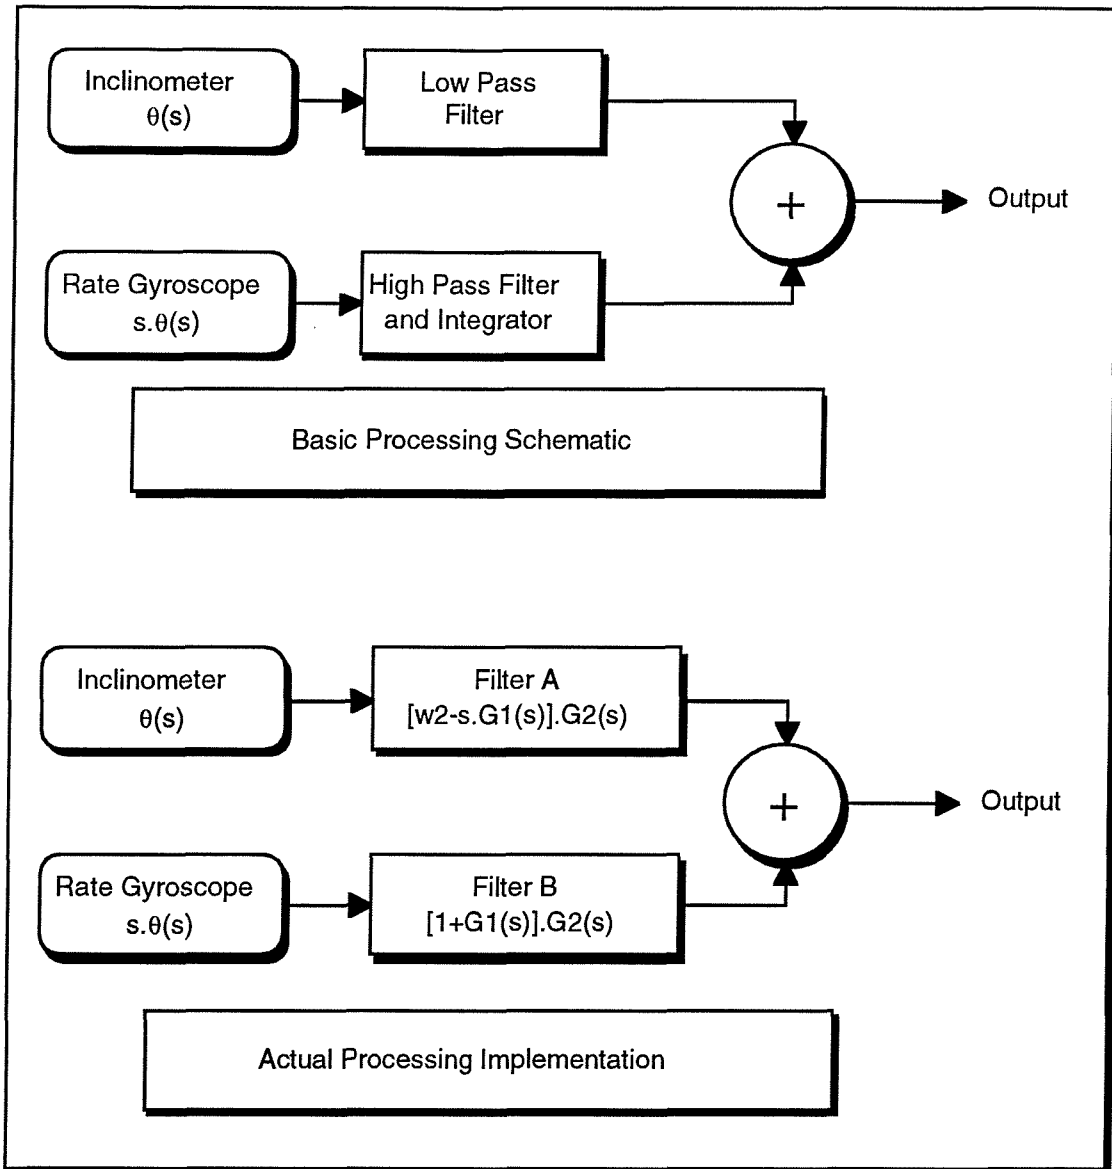 Inclinometer
θ(s)
Low Pass
Filter
+
Output
Rate Gyroscope
s.θ(s)
High Pass Filter
and Integrator
Basic Processing Schematic
Inclinometer
θ(s)
Filter A
[w2-s.G1(s)].G2(s)
+
Output
Rate Gyroscope
s.θ(s)
Filter B
[1+G1(s)].G2(s)
Actual Processing Implementation